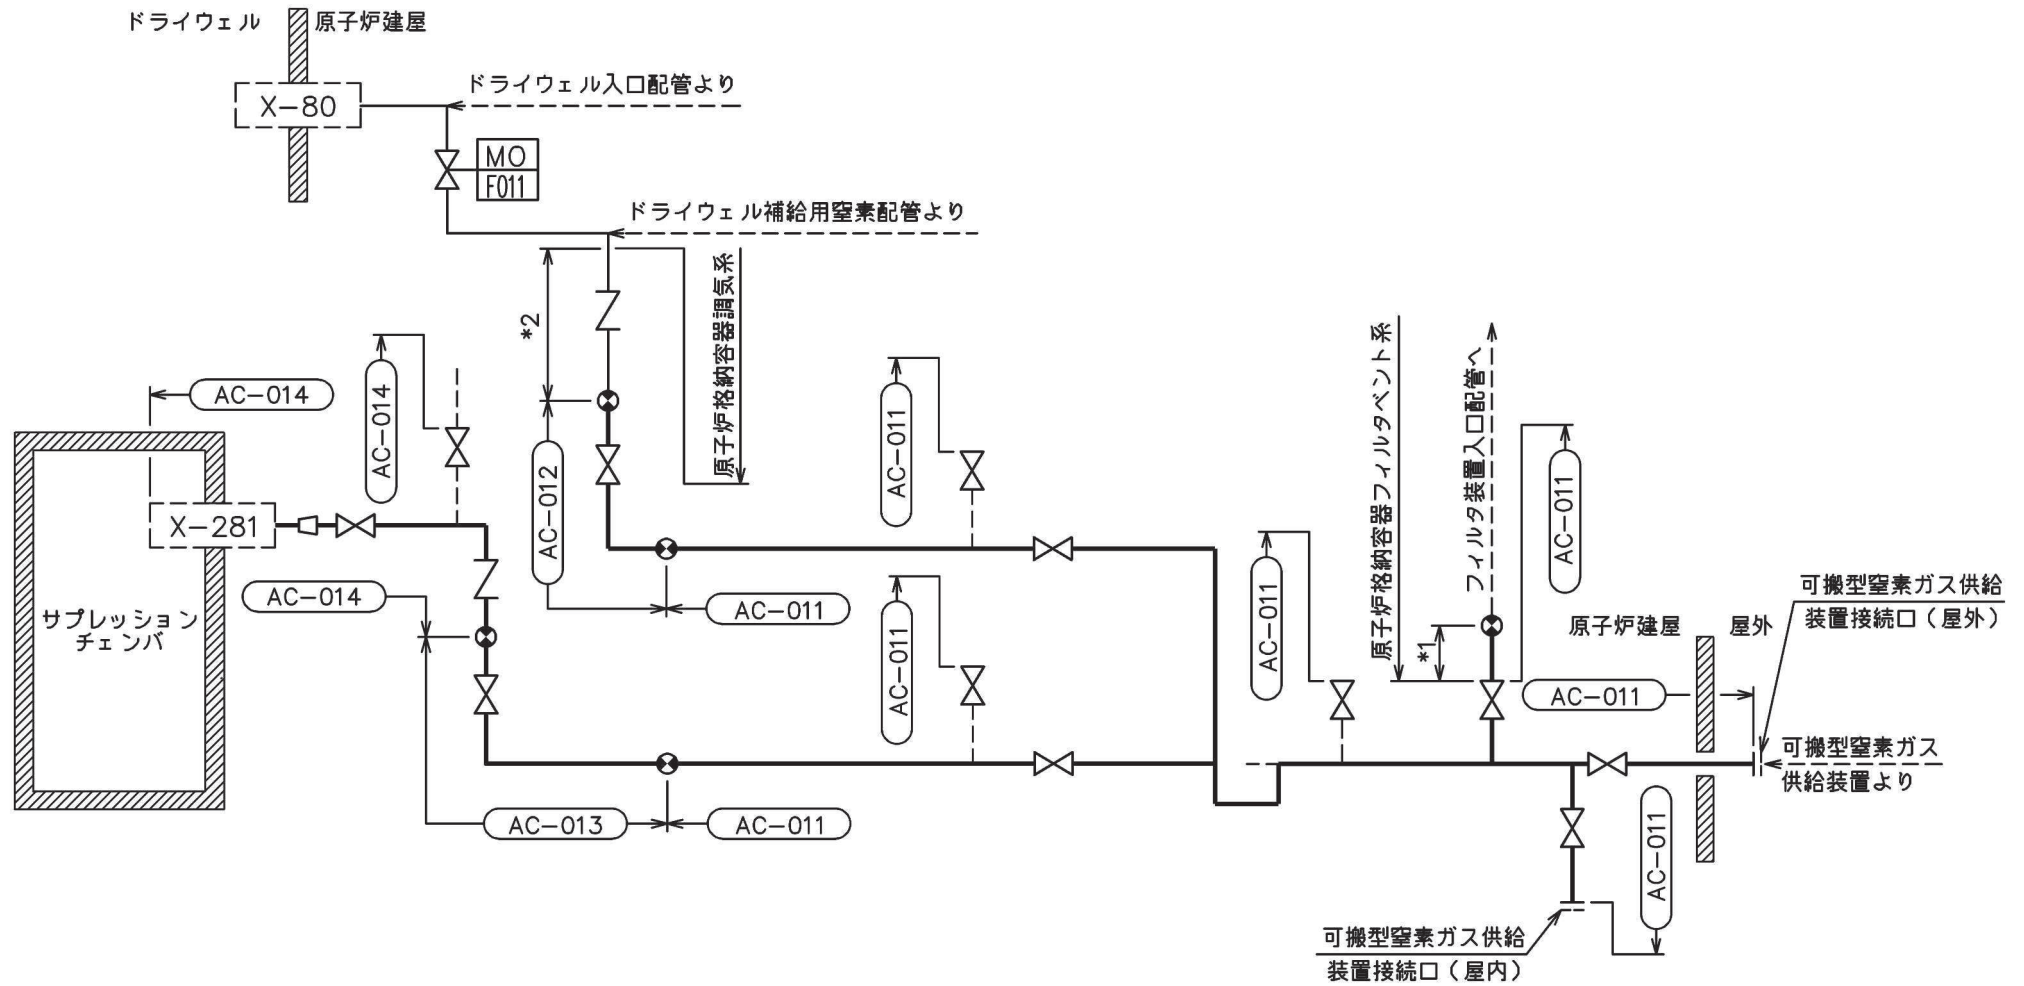 ドライウェル
原子炉建屋
X-80
ドライウェル入口配管より
MO
F011
ドライウェル補給用窒素配管より
*2
原子炉格納容器調気系
AC-014
AC-014
AC-012
AC-011
X-281
AC-014
サプレッション
チェンバ
AC-011
AC-011
AC-013
AC-011
AC-011
原子炉格納容器フィルタベント系
フィルタ装置入口配管へ
*1
AC-011
原子炉建屋
屋外
AC-011
可搬型窒素ガス供給
装置接続口（屋外）
可搬型窒素ガス
供給装置より
AC-011
可搬型窒素ガス供給
装置接続口（屋内）